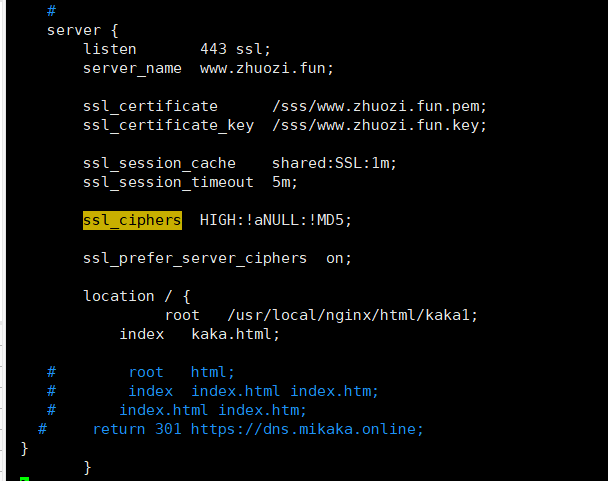 #
server {
listen 443 ssl;
server_name www.zhuozi.fun;
ssl_certificate /sss/www.zhuozi.fun.pem;
ssl_certificate_key /sss/www.zhuozi.fun.key;
ssl_session_cache shared:SSL:1m;
ssl_session_timeout 5m;
ssl_ciphers HIGH:!aNULL:!MD5;
ssl_prefer_server_ciphers on;
location / {
root /usr/local/nginx/html/kaka1;
index kaka.html;
# root html;
# index index.html index.htm;
# index.html index.htm;
# return 301 https://dns.mikaka.online;
}
}